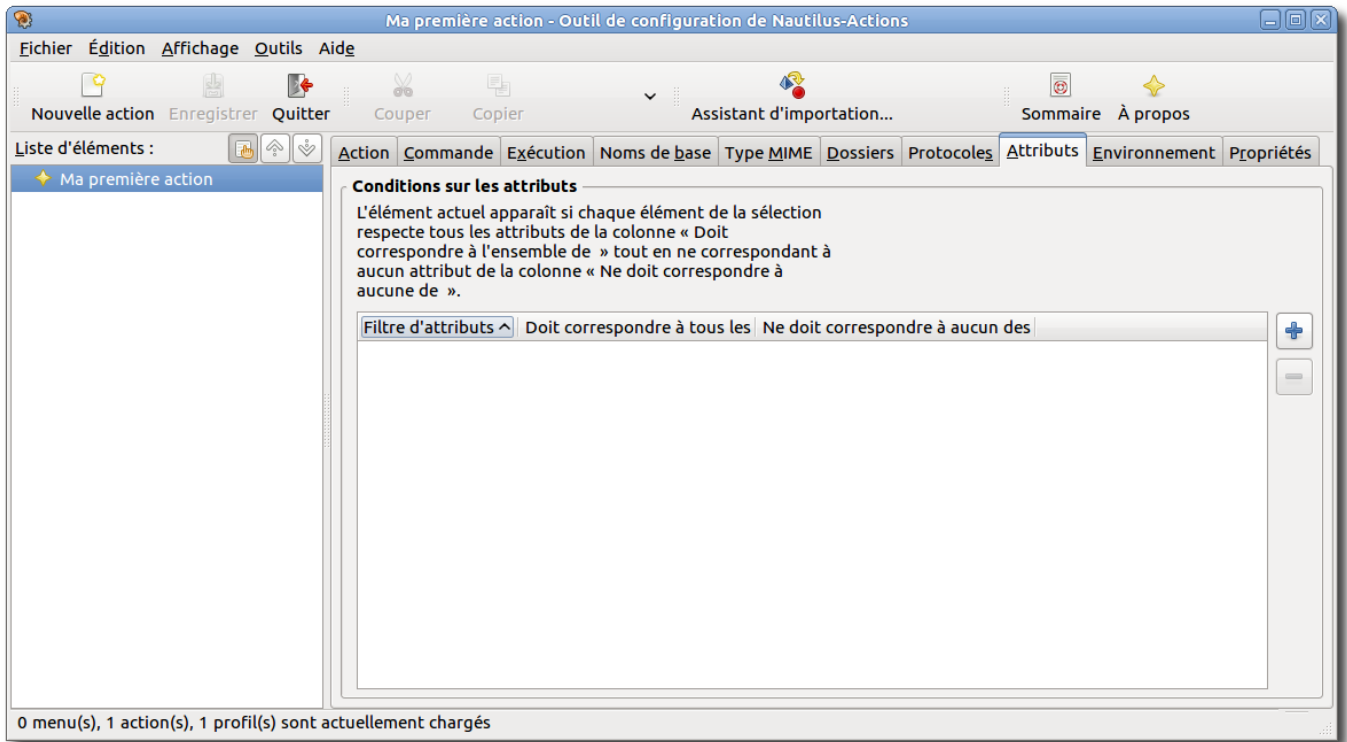 Ma première action - Outil de configuration de Nautilus-Actions
Fichier Édition Affichage Outils Aide
Nouvelle action Enregistrer Quitter Couper Copier Assistant d'importation... Sommaire À propos
Liste d'éléments :
Action Commande Exécution Noms de base Type MIME Dossiers Protocoles Attributs Environnement Propriétés
Ma première action
Conditions sur les attributs
L'élément actuel apparaît si chaque élément de la sélection
respecte tous les attributs de la colonne « Doit
correspondre à l'ensemble de  » tout en ne correspondant à
aucun attribut de la colonne « Ne doit correspondre à
aucune de  ».
Filtre d'attributs Doit correspondre à tous les Ne doit correspondre à aucun des
0 menu(s), 1 action(s), 1 profil(s) sont actuellement chargés